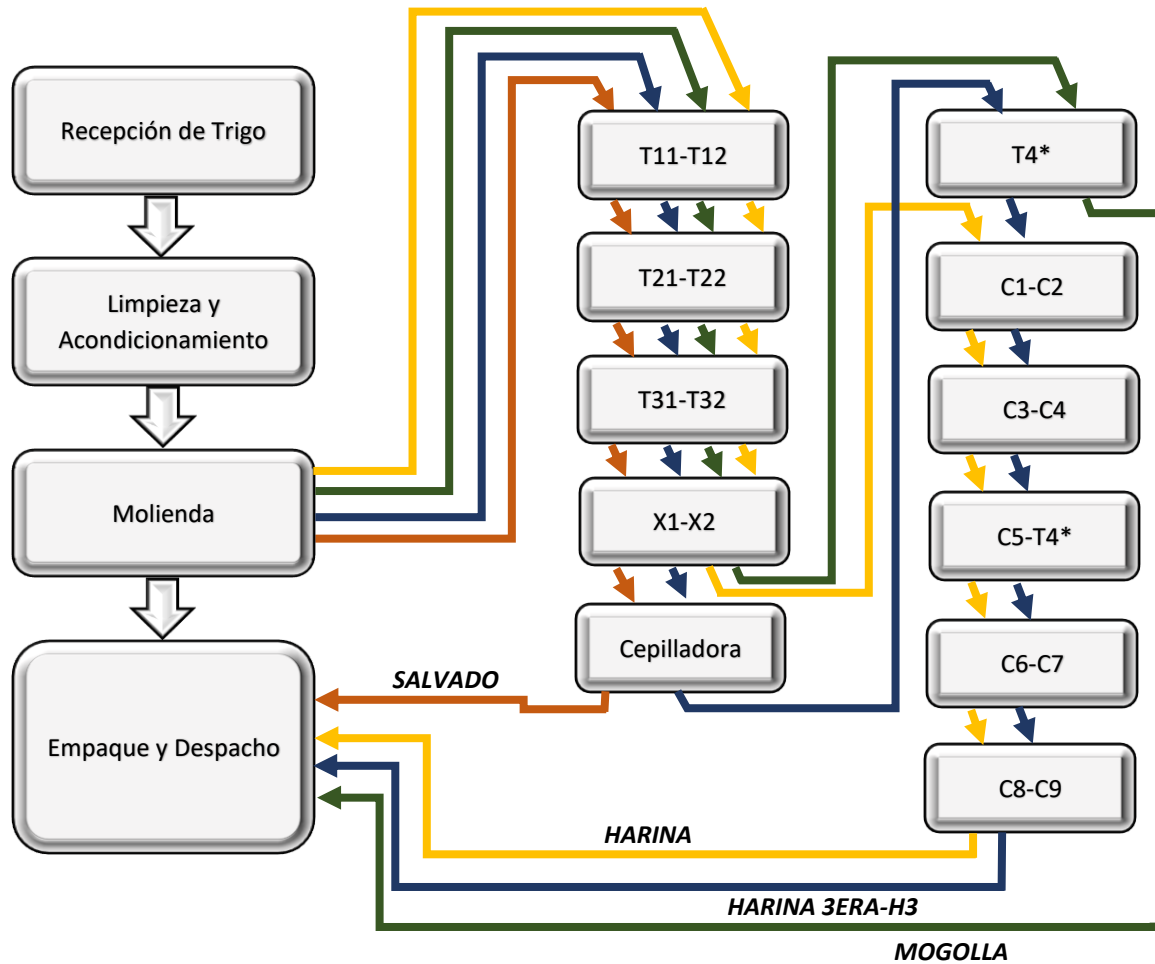 Recepción de Trigo
Limpieza y
Acondicionamiento
Molienda
Empaque y Despacho
T11-T12
T21-T22
T31-T32
X1-X2
Cepilladora
T4*
C1-C2
C3-C4
C5-T4*
C6-C7
C8-C9
SALVADO
HARINA
HARINA 3ERA-H3
MOGOLLA